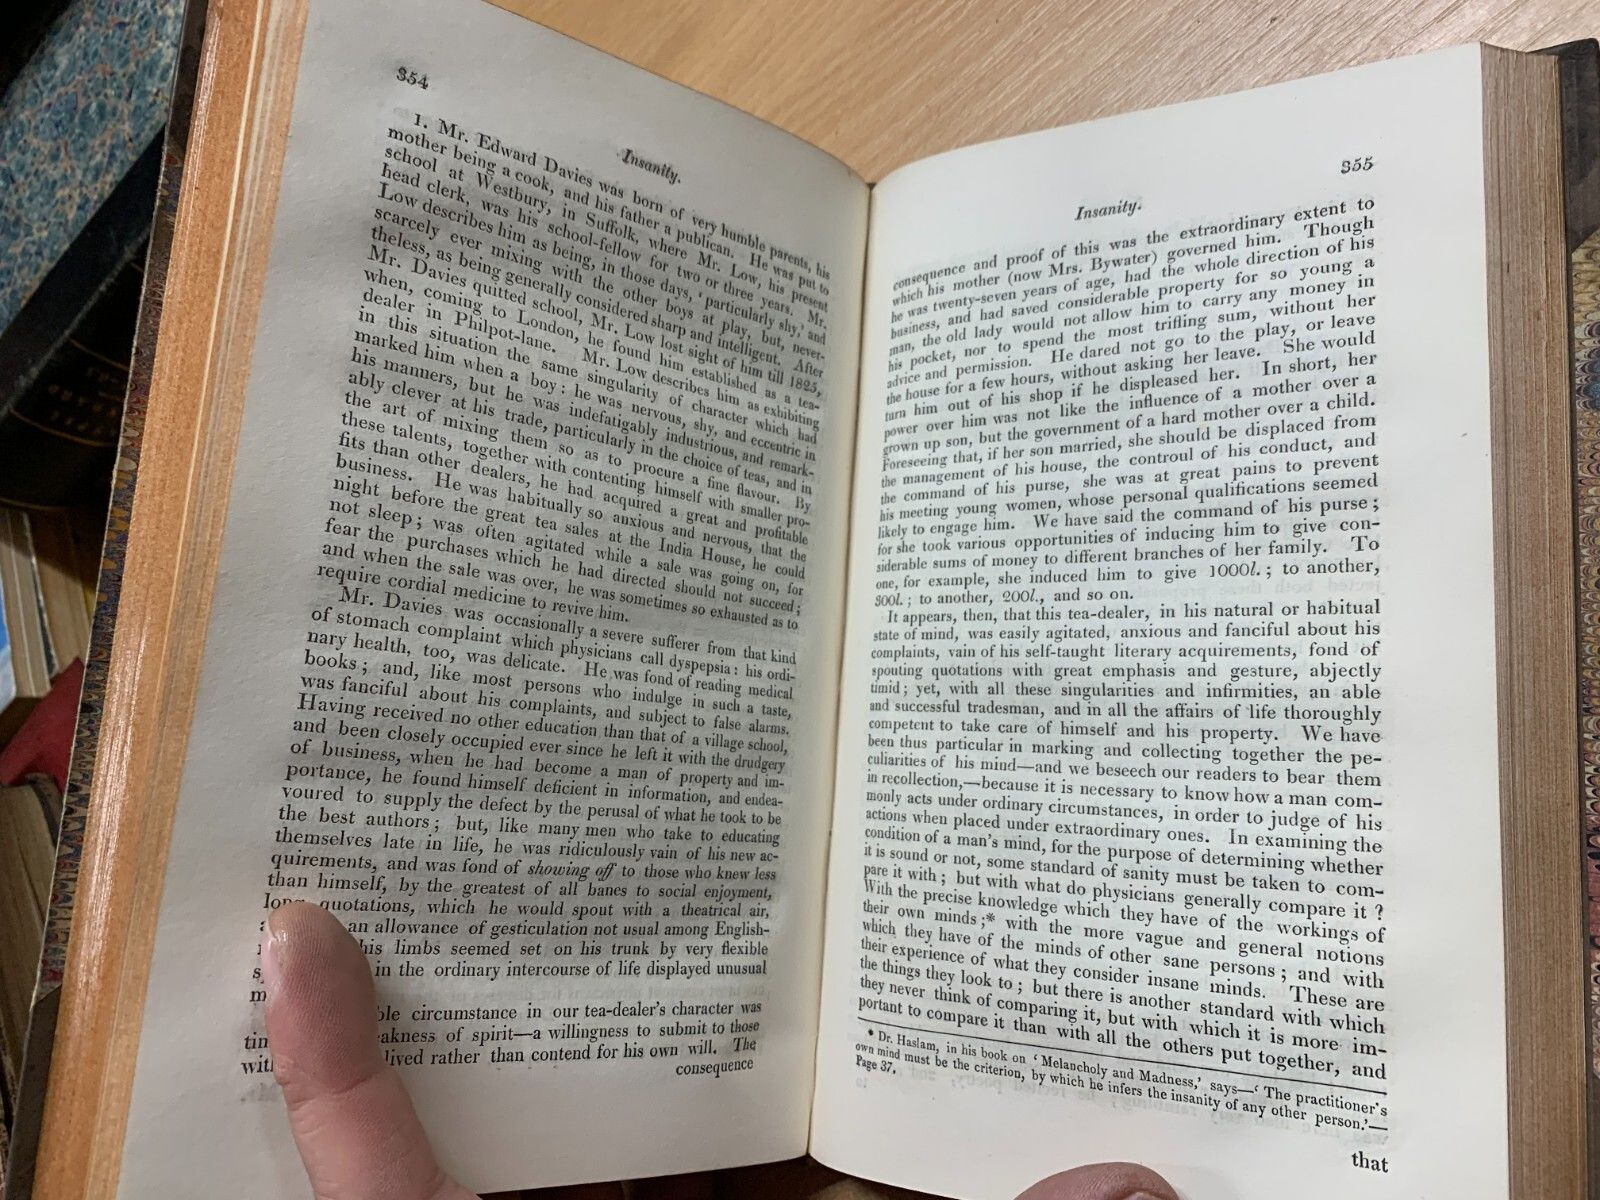 354
Insanity.
1. Mr. Edward Davies was born of very humble parents, his
mother being a cook, and his father a publican. He was put to
school at Westbury, in Suffolk, where Mr. Low, his present
head clerk, was his school-fellow for two or three years. Mr.
Low describes him as being, in those days, 'particularly shy,' and
scarcely ever mixing with the other boys at play, but, never-
theless, as being generally considered sharp and intelligent. After
Mr. Davies quitted school, Mr. Low lost sight of him till 1825,
when, coming to London, he found him established as a tea-
dealer in Philpot-lane. Mr. Low describes him as exhibiting
in this situation the same singularity of character which had
marked him when a boy: he was nervous, shy, and eccentric in
his manners, but he was indefatigably industrious, and remark-
ably clever at his trade, particularly in the choice of teas, and in
the art of mixing them so as to procure a fine flavour. By
these talents, together with contenting himself with smaller pro-
fits than other dealers, he had acquired a great and profitable
business. He was habitually so anxious and nervous, that the
night before the great tea sales at the India House, he could
not sleep; was often agitated while a sale was going on, for
fear the purchases which he had directed should not succeed;
and when the sale was over, he was sometimes so exhausted as to
require cordial medicine to revive him.
Mr. Davies was occasionally a severe sufferer from that kind
of stomach complaint which physicians call dyspepsia: his ordi-
nary health, too, was delicate. He was fond of reading medical
books; and, like most persons who indulge in such a taste,
was fanciful about his complaints, and subject to false alarms.
Having received no other education than that of a village school,
and been closely occupied ever since he left it with the drudgery
of business, when he had become a man of property and im-
portance, he found himself deficient in information, and endea-
voured to supply the defect by the perusal of what he took to be
the best authors; but, like many men who take to educating
themselves late in life, he was ridiculously vain of his new ac-
quirements, and was fond of showing off to those who knew less
than himself, by the greatest of all banes to social enjoyment,
long quotations, which he would spout with a theatrical air,
an allowance of gesticulation not usual among English-
his limbs seemed set on his trunk by very flexible
in the ordinary intercourse of life displayed unusual
circumstance in our tea-dealer's character was
of spirit—a willingness to submit to those
lived rather than contend for his own will. The
consequence
355
Insanity.
consequence and proof of this was the extraordinary extent to
which his mother (now Mrs. Bywater) governed him. Though
he was twenty-seven years of age, had the whole direction of his
business, and had saved considerable property for so young a
man, the old lady would not allow him to carry any money in
his pocket, nor to spend the most trifling sum, without her
advice and permission. He dared not go to the play, or leave
the house for a few hours, without asking her leave. She would
turn him out of his shop if he displeased her. In short, her
power over him was not like the influence of a mother over a
grown up son, but the government of a hard mother over a child.
Foreseeing that, if her son married, she should be displaced from
the management of his house, the controul of his conduct, and
the command of his purse, she was at great pains to prevent
his meeting young women, whose personal qualifications seemed
likely to engage him. We have said the command of his purse;
for she took various opportunities of inducing him to give con-
siderable sums of money to different branches of her family. To
one, for example, she induced him to give 1000l.; to another,
300l.; to another, 200l., and so on.
It appears, then, that this tea-dealer, in his natural or habitual
state of mind, was easily agitated, anxious and fanciful about his
complaints, vain of his self-taught literary acquirements, fond of
spouting quotations with great emphasis and gesture, abjectly
timid; yet, with all these singularities and infirmities, an able
and successful tradesman, and in all the affairs of life thoroughly
competent to take care of himself and his property. We have
been thus particular in marking and collecting together the pe-
culiarities of his mind—and we beseech our readers to bear them
in recollection,—because it is necessary to know how a man com-
monly acts under ordinary circumstances, in order to judge of his
actions when placed under extraordinary ones. In examining the
condition of a man's mind, for the purpose of determining whether
it is sound or not, some standard of sanity must be taken to com-
pare it with; but with what do physicians generally compare it?
With the precise knowledge which they have of the workings of
their own minds;* with the more vague and general notions
which they have of the minds of other sane persons; and with
their experience of what they consider insane minds. These are
the things they look to; but there is another standard with which
they never think of comparing it, but with which it is more im-
portant to compare it than with all the others put together, and
* Dr. Haslam, in his book on 'Melancholy and Madness,' says—'The practitioner's
own mind must be the criterion, by which he infers the insanity of any other person.'—
Page 37.
that